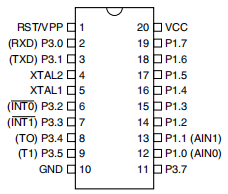 RST/VPP 1 20 VCC
(RXD) P3.0 2 19 P1.7
(TXD) P3.1 3 18 P1.6
XTAL2 4 17 P1.5
XTAL1 5 16 P1.4
(INT0) P3.2 6 15 P1.3
(INT1) P3.3 7 14 P1.2
(TO) P3.4 8 13 P1.1 (AIN1)
(T1) P3.5 9 12 P1.0 (AIN0)
GND 10 11 P3.7